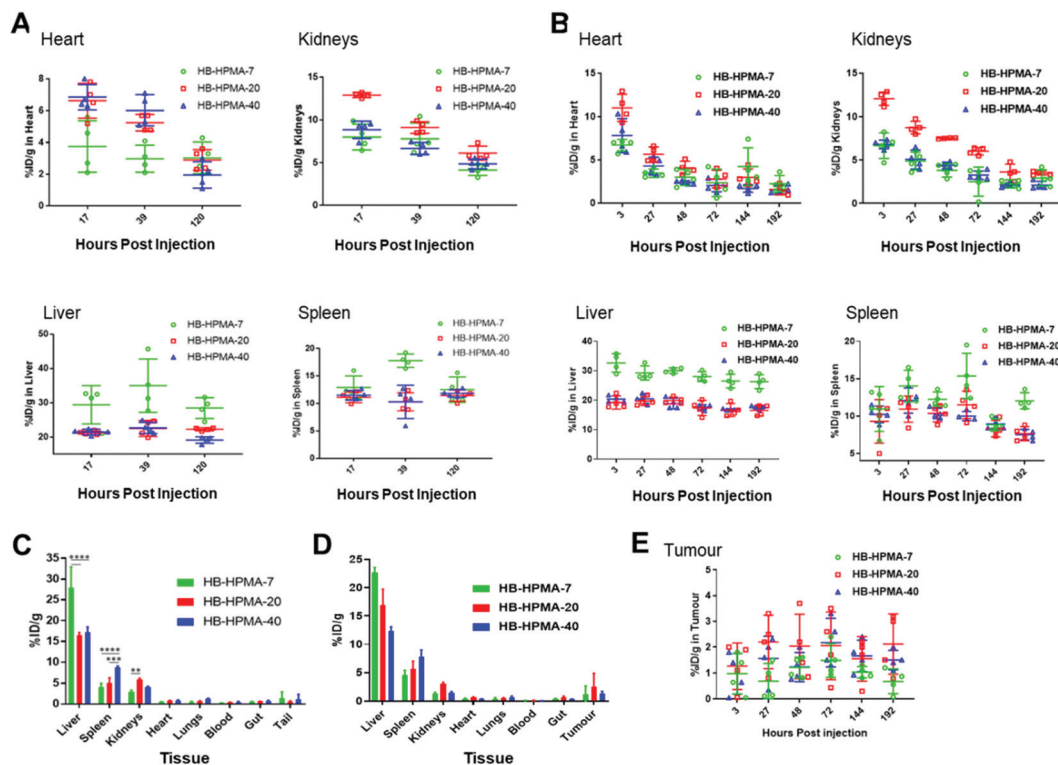 A
Heart
%ID/g in Heart
8
6
4
2
0
17
39
120
Hours Post Injection
HB-HPMA-7
HB-HPMA-20
HB-HPMA-40
Kidneys
%ID/g Kidneys
15
10
5
0
17
39
120
Hours Post Injection
HB-HPMA-7
HB-HPMA-20
HB-HPMA-40
Liver
%ID/g in Liver
50
40
30
20
17
39
120
Hours Post Injection
HB-HPMA-7
HB-HPMA-20
HB-HPMA-40
Spleen
%ID/g in Spleen
20
15
10
5
0
17
39
120
Hours Post Injection
HB-HPMA-7
HB-HPMA-20
HB-HPMA-40
B
Heart
%ID/g in Heart
15
10
5
0
3
27
48
72
144
192
Hours Post Injection
HB-HPMA-7
HB-HPMA-20
HB-HPMA-40
Kidneys
%ID/g in Kidneys
15
10
5
0
3
27
48
72
144
192
Hours Post Injection
HB-HPMA-7
HB-HPMA-20
HB-HPMA-40
Liver
%ID/g in Liver
40
30
20
10
0
3
27
48
72
144
192
Hours Post Injection
HB-HPMA-7
HB-HPMA-20
HB-HPMA-40
Spleen
%ID/g in Spleen
20
15
10
5
3
27
48
72
144
192
Hours Post Injection
HB-HPMA-7
HB-HPMA-20
HB-HPMA-40
C
%ID/g
35
30
25
20
15
10
5
0
****
****
***
**
HB-HPMA-7
HB-HPMA-20
HB-HPMA-40
Liver
Spleen
Kidneys
Heart
Lungs
Blood
Gut
Tail
Tissue
D
%ID/g
25
20
15
10
5
0
HB-HPMA-7
HB-HPMA-20
HB-HPMA-40
Liver
Spleen
Kidneys
Heart
Lungs
Blood
Gut
Tumour
Tissue
E
Tumour
%ID/g in Tumour
5
4
3
2
1
0
3
27
48
72
144
192
Hours Post injection
HB-HPMA-7
HB-HPMA-20
HB-HPMA-40